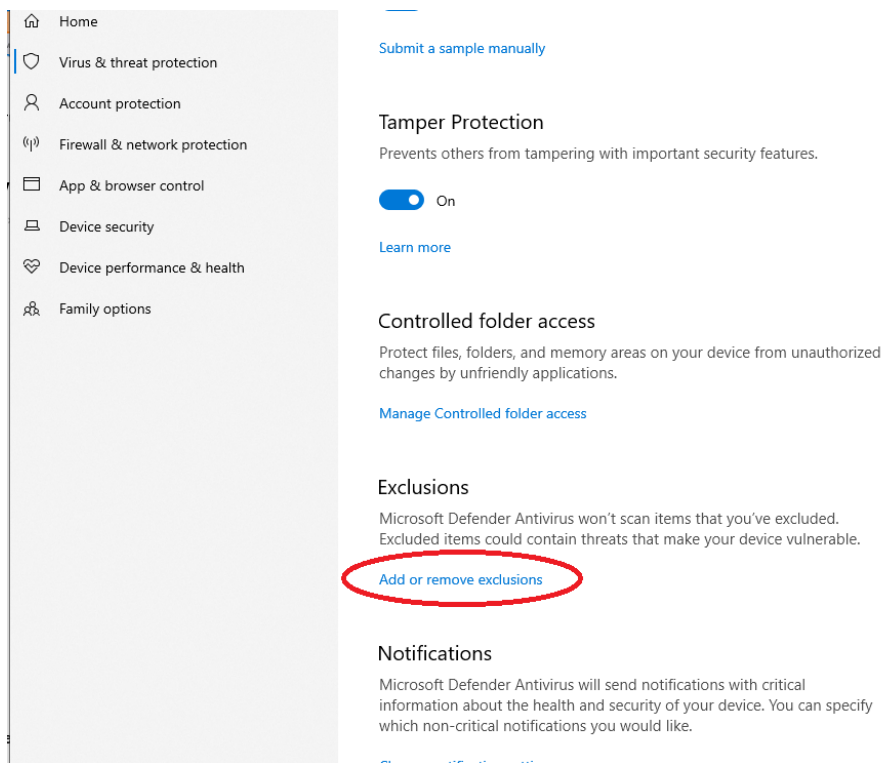 Home
Virus & threat protection
Account protection
Firewall & network protection
App & browser control
Device security
Device performance & health
Family options
Submit a sample manually
Tamper Protection
Prevents others from tampering with important security features.
On
Learn more
Controlled folder access
Protect files, folders, and memory areas on your device from unauthorized
changes by unfriendly applications.
Manage Controlled folder access
Exclusions
Microsoft Defender Antivirus won't scan items that you've excluded.
Excluded items could contain threats that make your device vulnerable.
Add or remove exclusions
Notifications
Microsoft Defender Antivirus will send notifications with critical
information about the health and security of your device. You can specify
which non-critical notifications you would like.